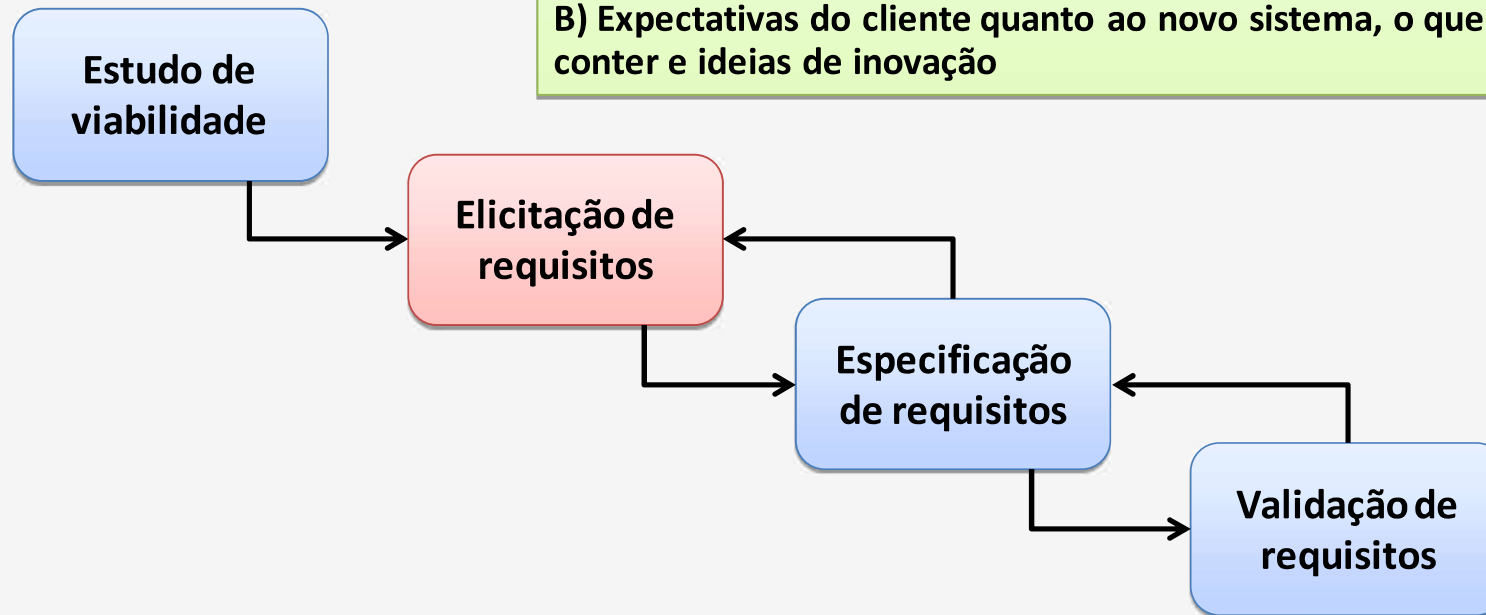 B) Expectativas do cliente quanto ao novo sistema, o que
conter e ideias de inovação
Estudo de
viabilidade
Elicitação de
requisitos
Especificação
de requisitos
Validação de
requisitos